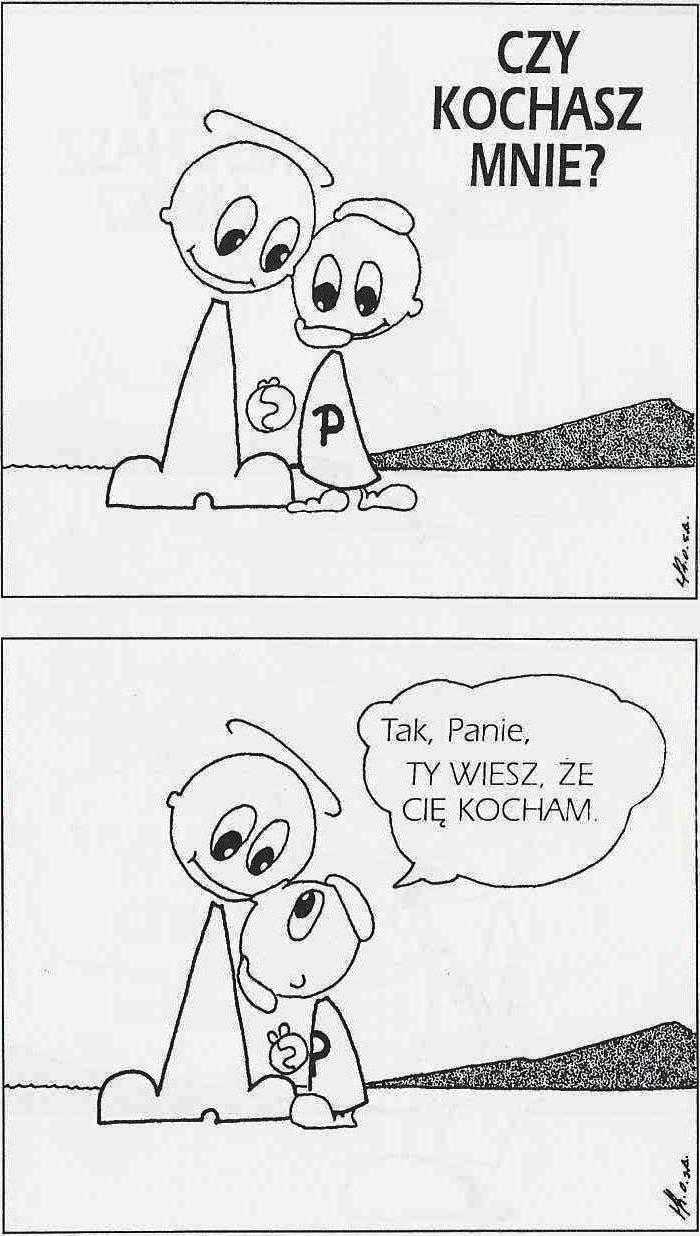 CZY
KOCHASZ
MNIE?
P
Tak, Panie,
TY WIESZ, ŻE
CIĘ KOCHAM.
P